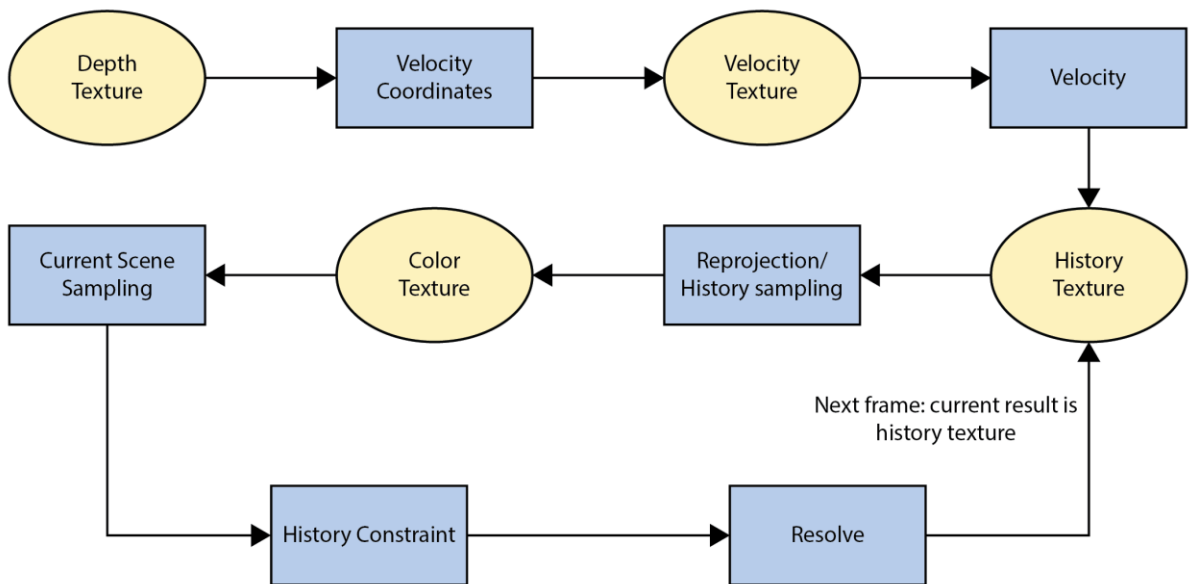 Depth
Texture
Velocity
Coordinates
Velocity
Texture
Velocity
Current Scene
Sampling
Color
Texture
Reprojection/
History sampling
History
Texture
Next frame: current result is
history texture
History Constraint
Resolve